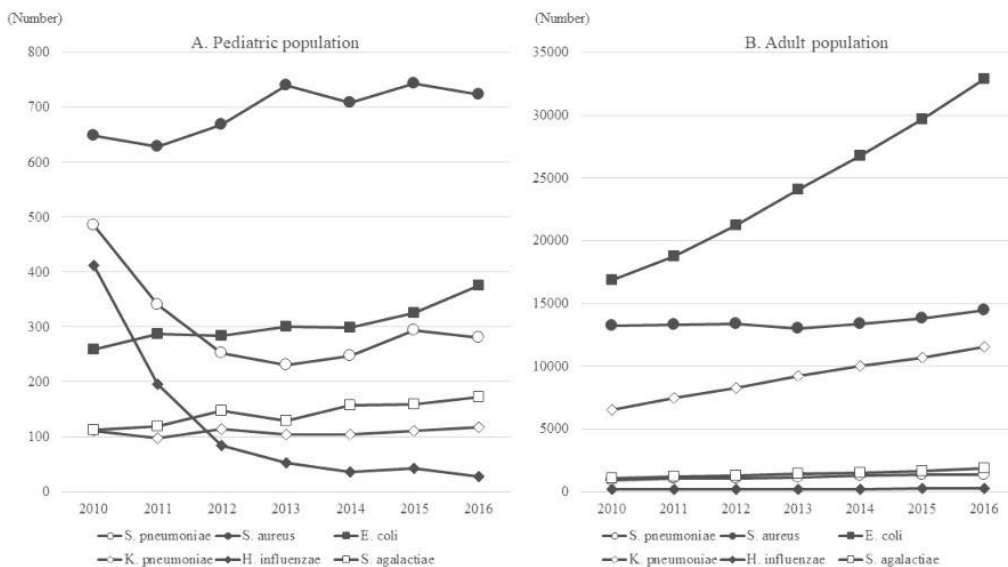 (Number)
A. Pediatric population
800
700
600
500
400
300
200
100
0
2010 2011 2012 2013 2014 2015 2016
S. pneumoniae S. aureus E. coli
K. pneumoniae H. influenzae S. agalactiae
(Number)
B. Adult population
35000
30000
25000
20000
15000
10000
5000
0
2010 2011 2012 2013 2014 2015 2016
S. pneumoniae S. aureus E. coli
K. pneumoniae H. influenzae S. agalactiae